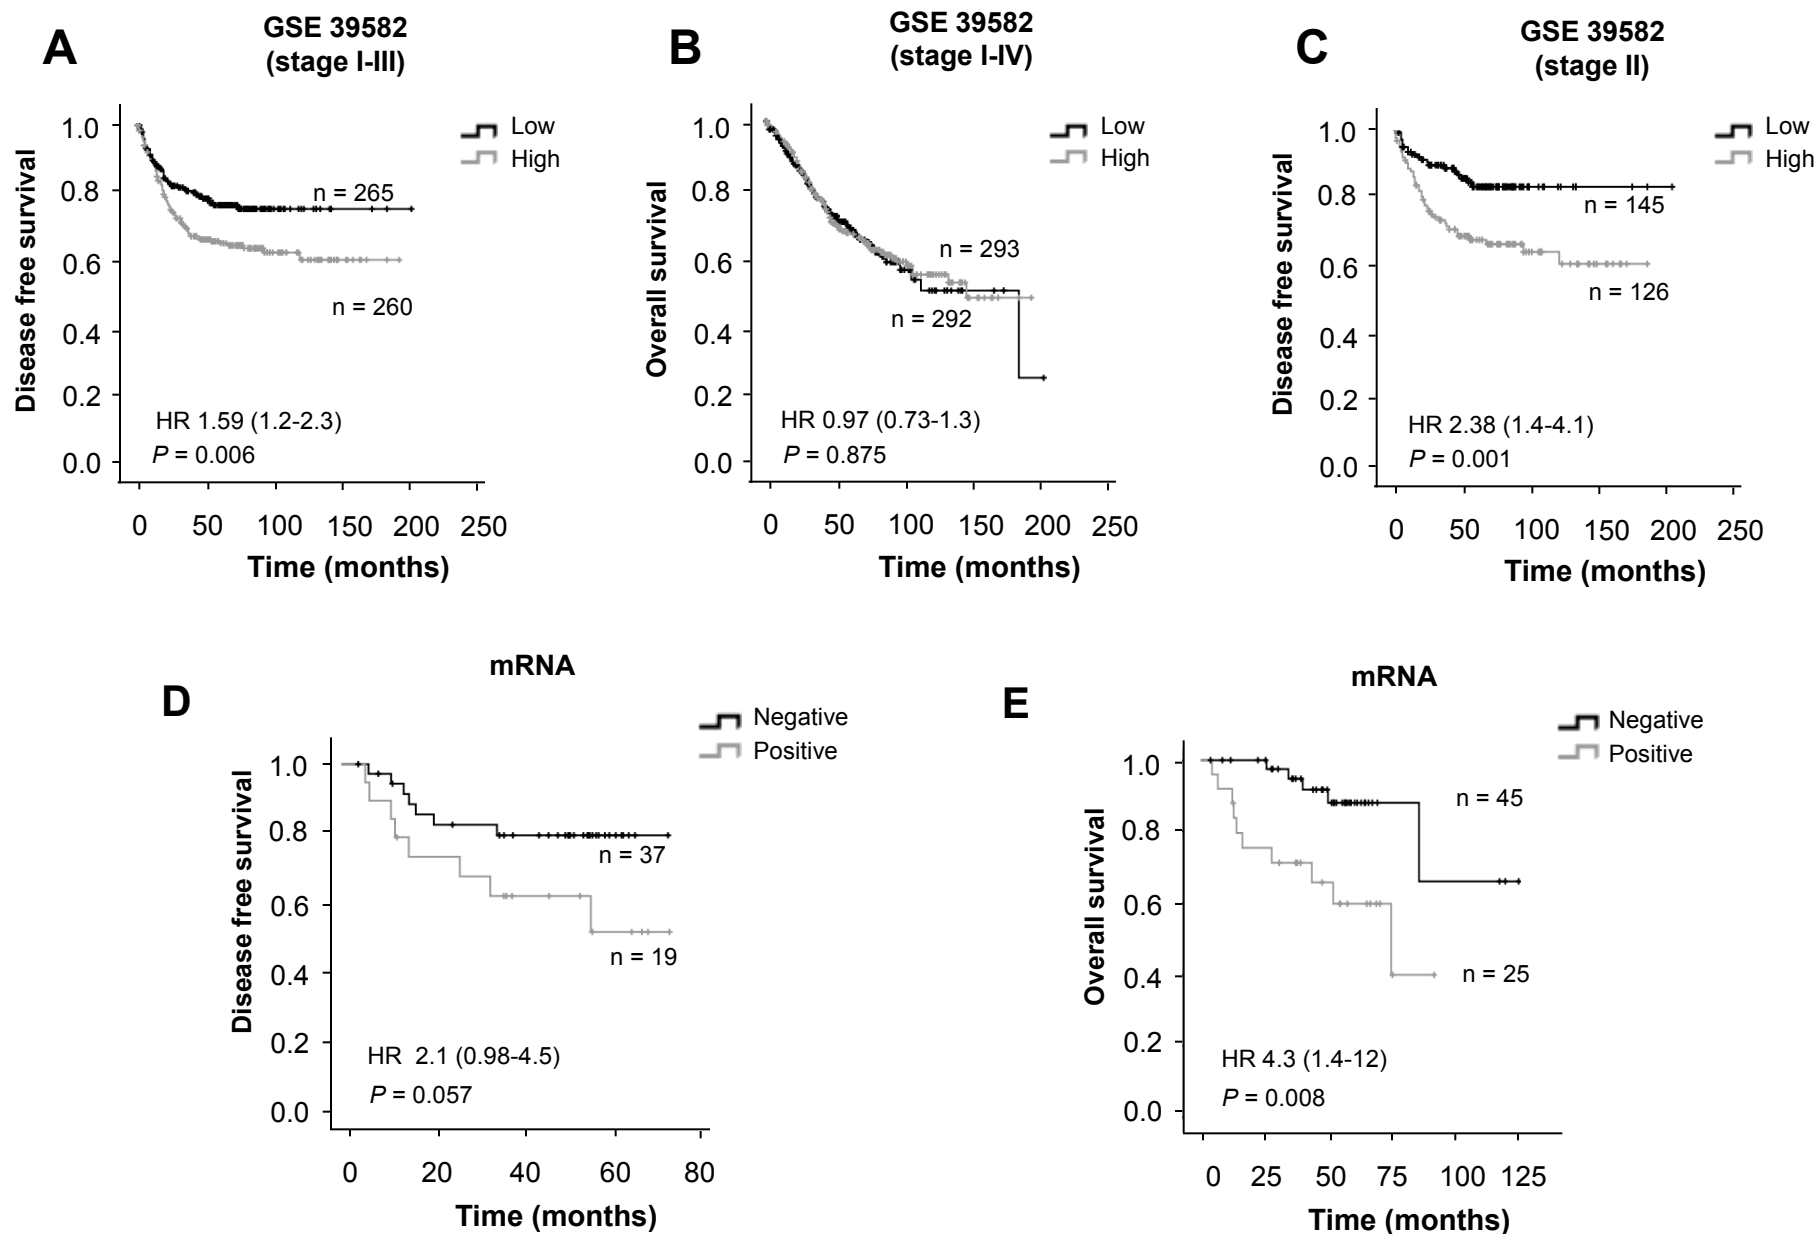 A
GSE 39582
(stage I-III)
Low
High
1.0
0.8
0.6
0.4
0.2
0.0
Disease free survival
n = 265
n = 260
HR 1.59 (1.2-2.3)
P = 0.006
0 50 100 150 200 250
Time (months)
B
GSE 39582
(stage I-IV)
Low
High
1.0
0.8
0.6
0.4
0.2
0.0
Overall survival
n = 293
n = 292
HR 0.97 (0.73-1.3)
P = 0.875
0 50 100 150 200 250
Time (months)
C
GSE 39582
(stage II)
Low
High
1.0
0.8
0.6
0.4
0.2
0.0
Disease free survival
n = 145
n = 126
HR 2.38 (1.4-4.1)
P = 0.001
0 50 100 150 200 250
Time (months)
D
mRNA
Negative
Positive
1.0
0.8
0.6
0.4
0.2
0.0
Disease free survival
n = 37
n = 19
HR 2.1 (0.98-4.5)
P = 0.057
0 20 40 60 80
Time (months)
E
mRNA
Negative
Positive
1.0
0.8
0.6
0.4
0.2
0.0
Overall survival
n = 45
n = 25
HR 4.3 (1.4-12)
P = 0.008
0 25 50 75 100 125
Time (months)